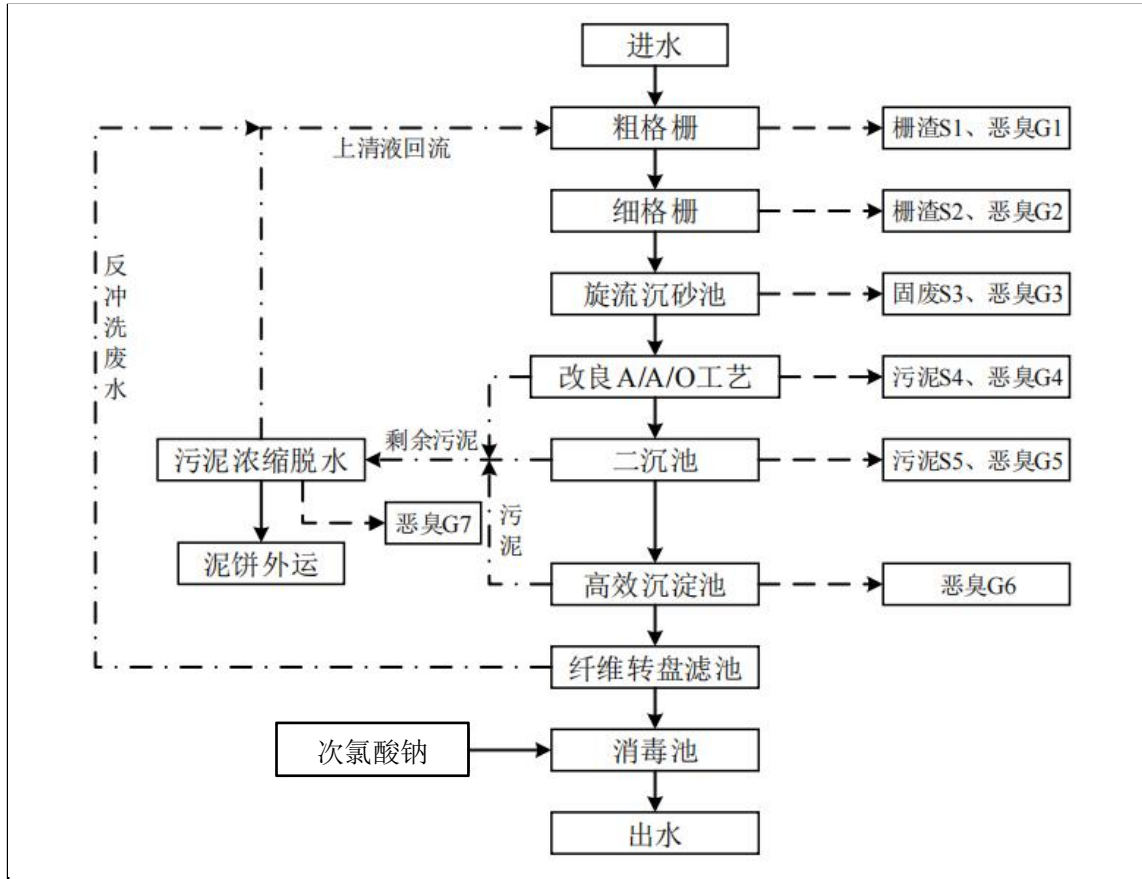 进水
粗格栅
栅渣S1、恶臭G1
上清液回流
细格栅
栅渣S2、恶臭G2
反冲洗废水
旋流沉砂池
固废S3、恶臭G3
改良A/A/O工艺
污泥S4、恶臭G4
剩余污泥
污泥浓缩脱水
二沉池
污泥S5、恶臭G5
恶臭G7
污泥
泥饼外运
高效沉淀池
恶臭G6
纤维转盘滤池
次氯酸钠
消毒池
出水